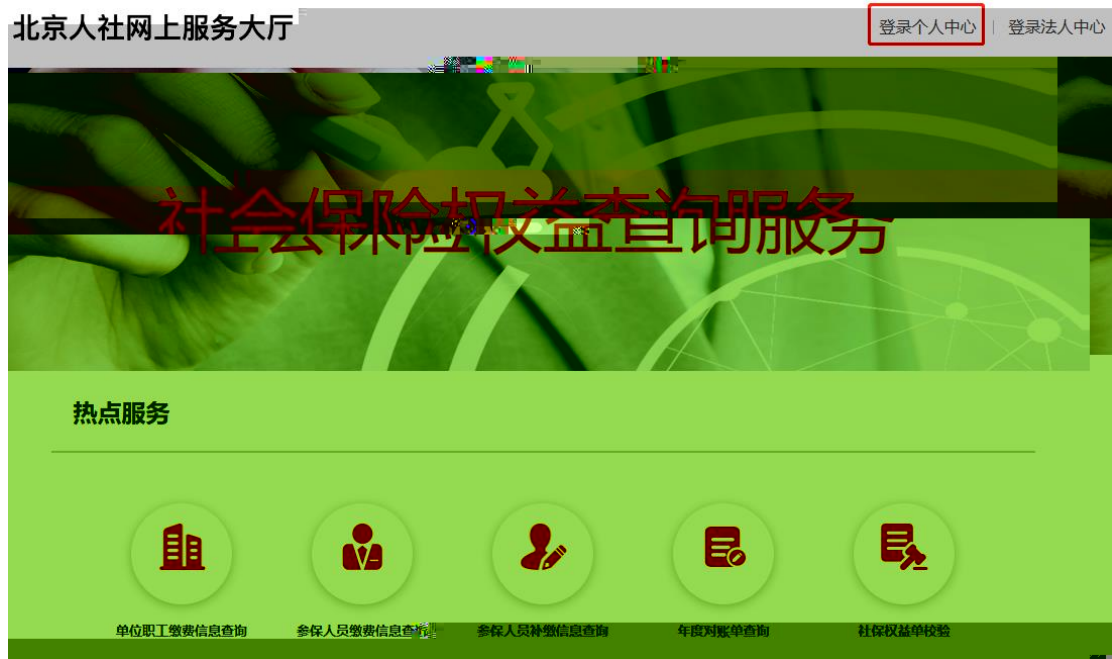 北京人社网上服务大厅
登录个人中心 | 登录法人中心
社会保险权益查询服务
热点服务
单位职工缴费信息查询 参保人员缴费信息查询 参保人员补缴信息查询 年度对账单查询 社保权益单校验